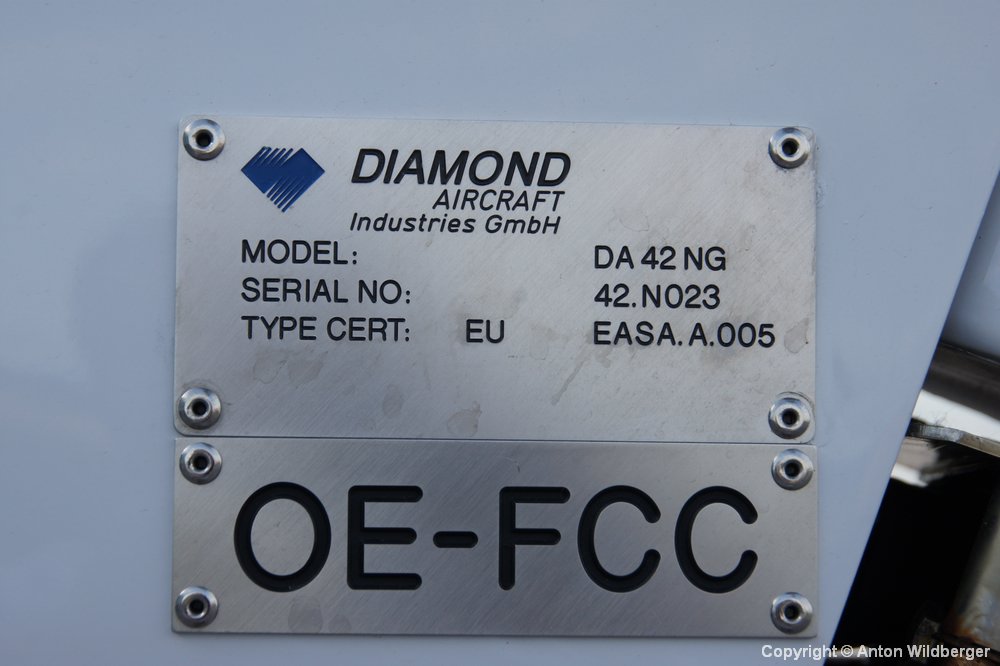 DIAMOND
AIRCRAFT
Industries GmbH
MODEL: DA 42 NG
SERIAL NO: 42.N023
TYPE CERT: EU EASA.A.005
OE-FCC
Copyright © Anton Wildberger